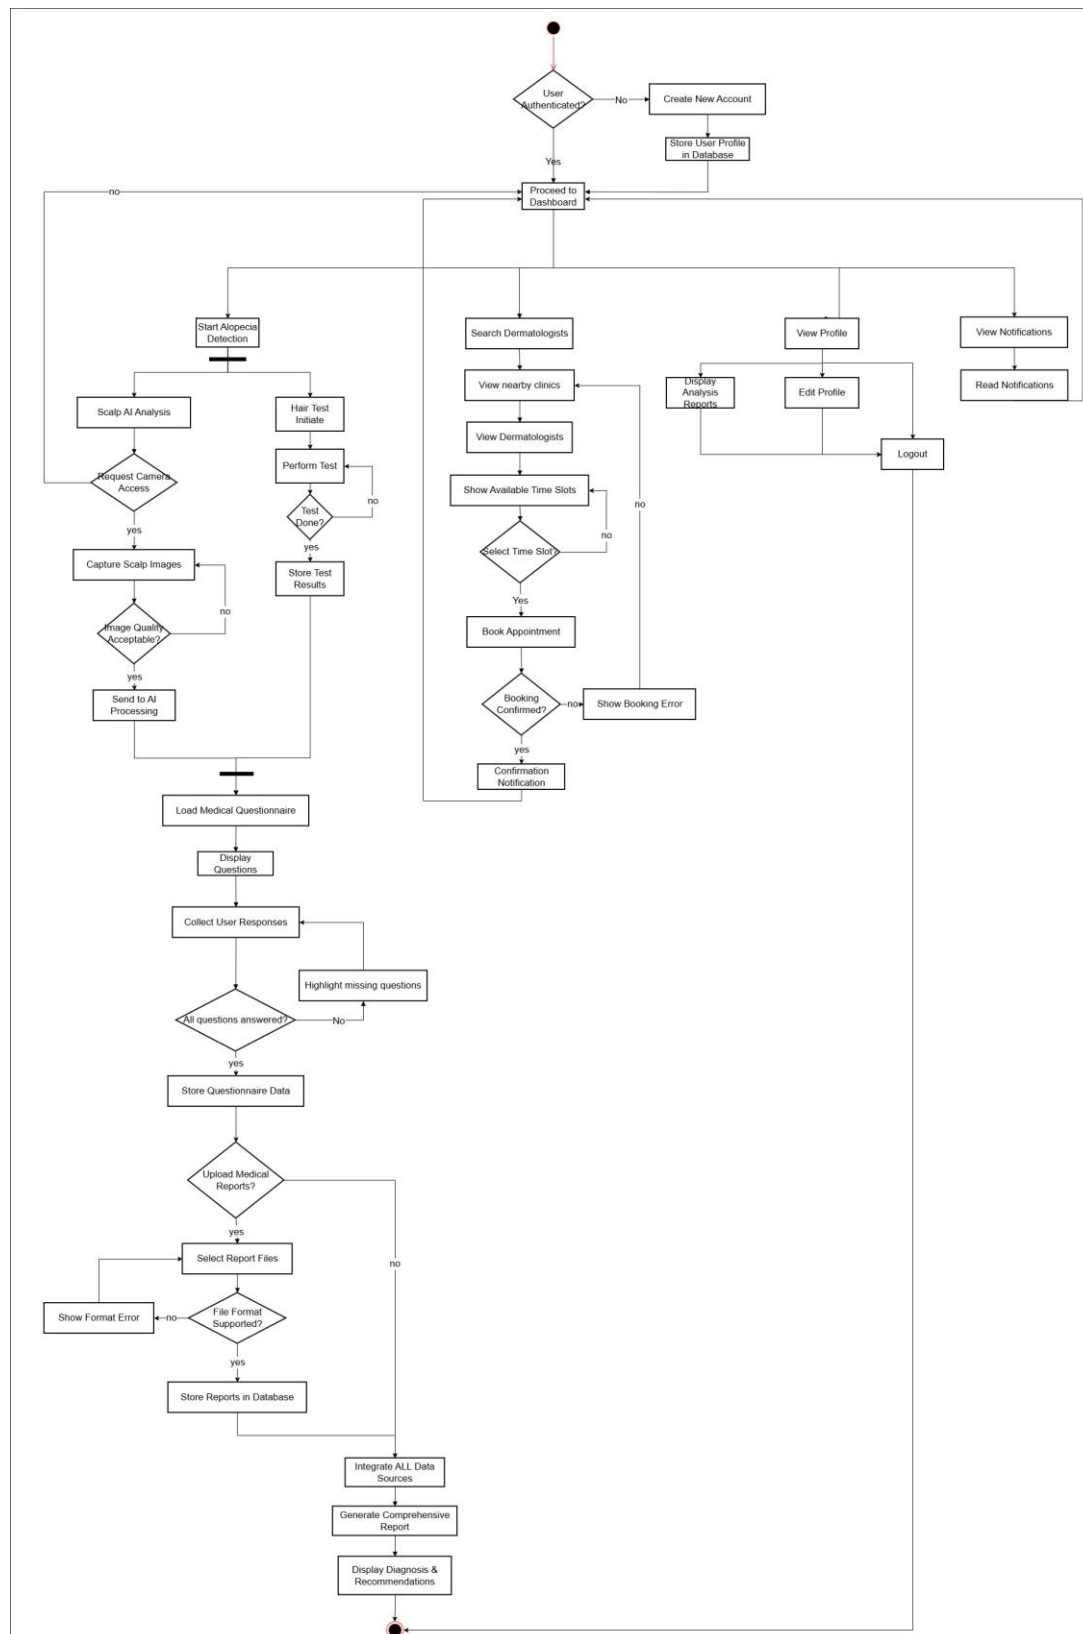 User
Authenticated?
No
Create New Account
Store User Profile
in Database
Yes
no
Proceed to
Dashboard
Start Alopecia
Detection
Search Dermatologists
View Profile
View Notifications
Scalp AI Analysis
Hair Test
Initiate
View nearby clinics
Display
Analysis
Reports
Edit Profile
Read Notifications
View Dermatologists
Logout
Request Camera
Access
Perform Test
no
Show Available Time Slots
no
Test
Done?
yes
yes
no
Select Time Slot?
Capture Scalp Images
Store Test
Results
no
Yes
Image Quality
Acceptable?
Book Appointment
yes
Send to AI
Processing
Booking
Confirmed?
no
Show Booking Error
yes
Confirmation
Notification
Load Medical Questionnaire
Display
Questions
Collect User Responses
Highlight missing questions
All questions answered?
No
yes
Store Questionnaire Data
Upload Medical
Reports?
yes
Select Report Files
no
Show Format Error
no
File Format
Supported?
yes
Store Reports in Database
Integrate ALL Data
Sources
Generate Comprehensive
Report
Display Diagnosis &
Recommendations